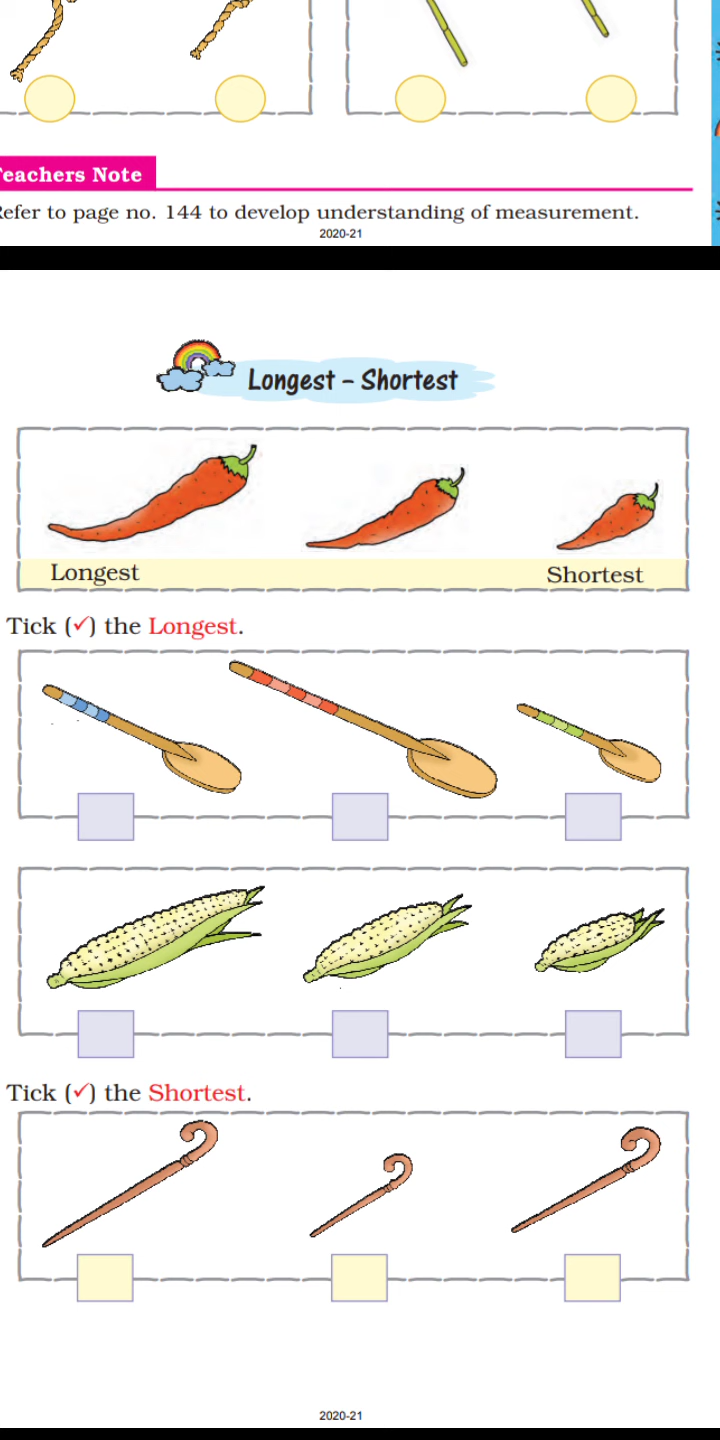 eachers Note
efer to page no. 144 to develop understanding of measurement.
2020-21
Longest – Shortest
Longest
Shortest
Tick (✓) the Longest.
Tick (✓) the Shortest.
2020-21